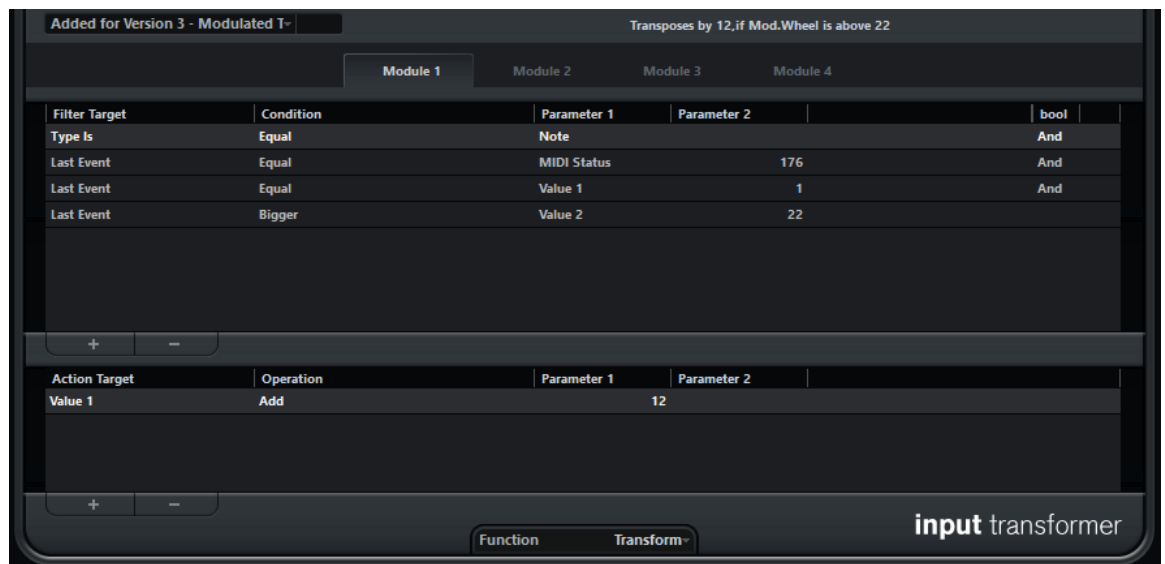 Added for Version 3 - Modulated T
Transposes by 12,if Mod.Wheel is above 22
Module 1 Module 2 Module 3 Module 4
Filter Target Condition Parameter 1 Parameter 2 bool
Type Is Equal Note And
Last Event Equal MIDI Status 176 And
Last Event Equal Value 1 1 And
Last Event Bigger Value 2 22
+ −
Action Target Operation Parameter 1 Parameter 2
Value 1 Add 12
+ −
input transformer
Function Transform